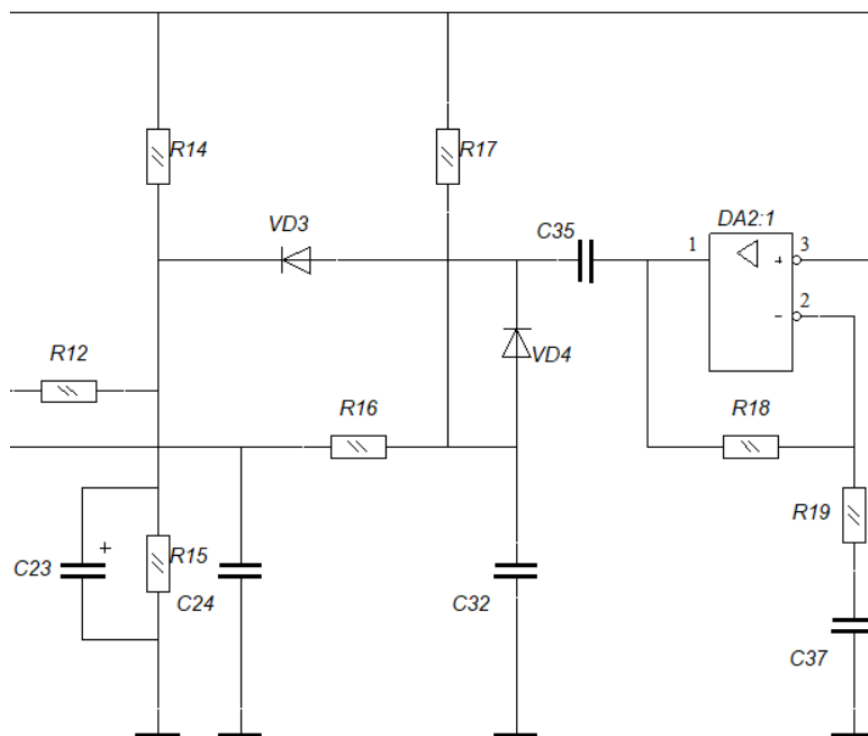 R14
R17
VD3
C35
DA2:1
1
3
+
2
-
VD4
R12
R16
R18
R19
+
R15
C23
C24
C32
C37